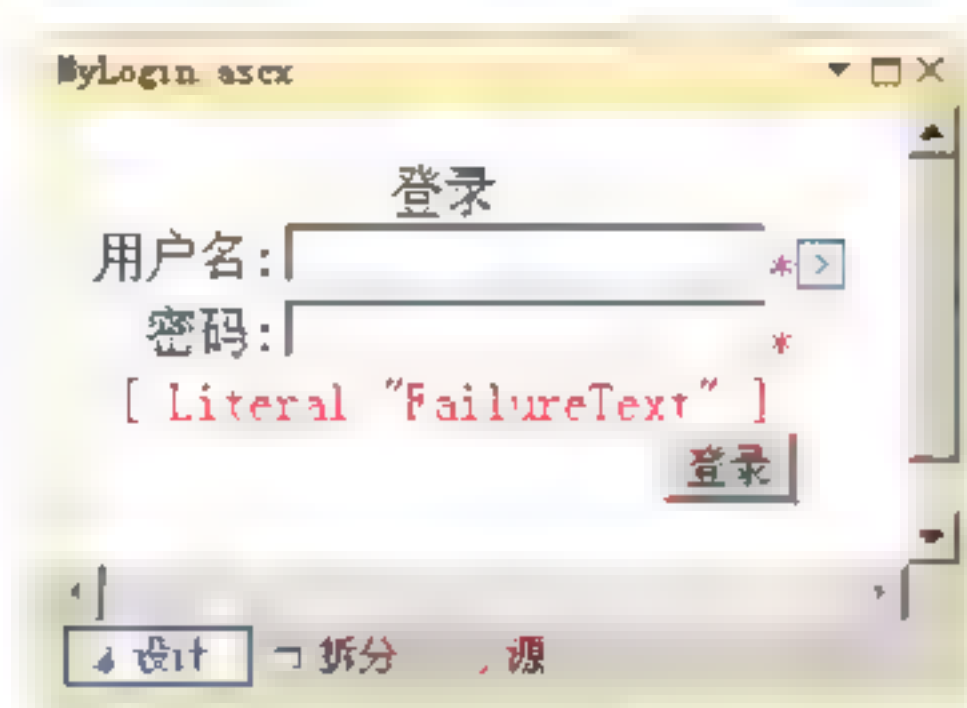 MyLogin.ascx
登录
用户名:
*
密码:
*
[ Literal "FailureText" ]
登录
设计 拆分 源